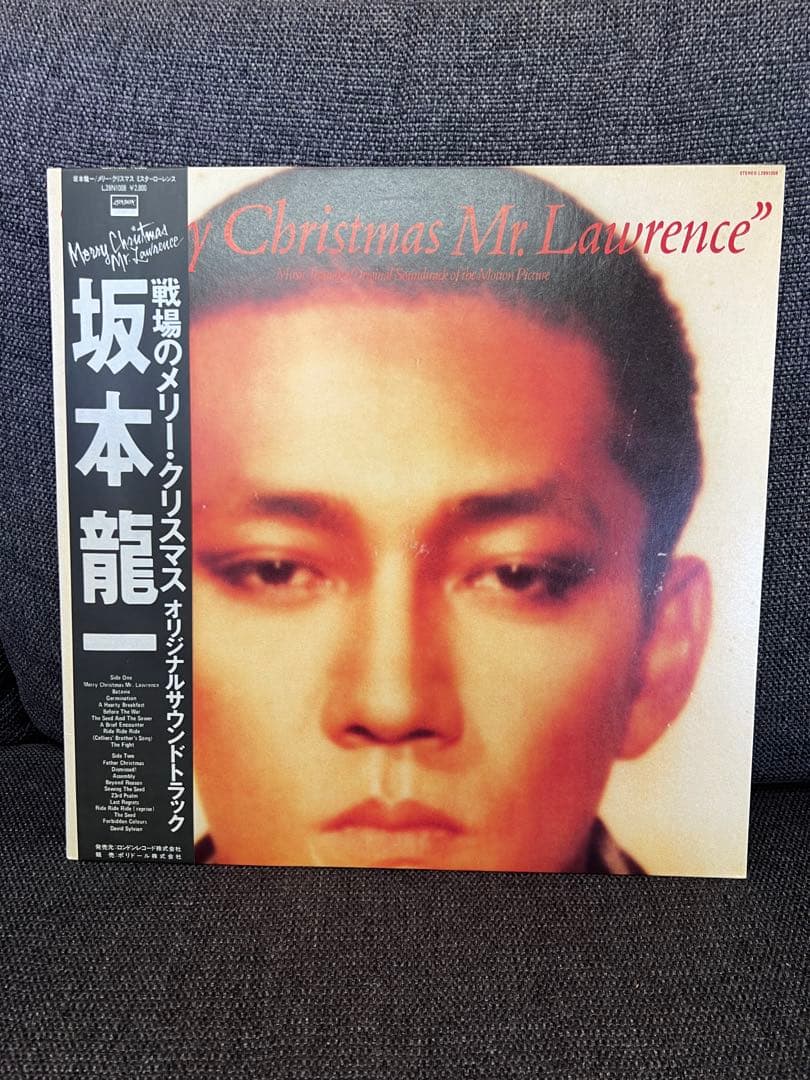 坂本龍一/メリー・クリスマス ミスターローレンス
L28N1008 ¥2,800
LONDON
Merry Christmas
Mr. Lawrence
坂本龍一
戦場のメリー・クリスマス オリジナルサウンドトラック
Side One
Merry Christmas Mr. Lawrence
Batavia
Germination
A Hearty Breakfast
Before The War
The Seed And The Sower
A Brief Encounter
Ride Ride Ride
(Celliers' Brother's Song)
The Fight
Side Two
Father Christmas
Dismissed!
Assembly
Beyond Reason
Sowing The Seed
23rd Psalm
Last Regrets
Ride Ride Ride (reprise)
The Seed
Forbidden Colours
David Sylvian
発売元:ロンドンレコード株式会社
販 売:ポリドール株式会社
STEREO L28N1008
y Christmas Mr. Lawrence”
Original Soundtrack of the Motion Picture